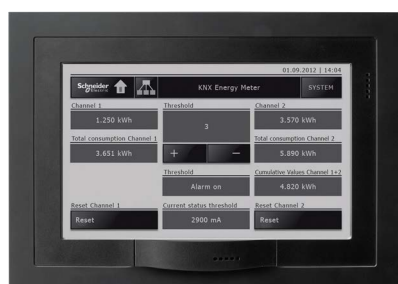 01.09.2012 | 14:04
Schneider Electric KNX Energy Meter SYSTEM
Channel 1 Threshold Channel 2
1.250 kWh 3 3.570 kWh
Total consumption Channel 1 + - Total consumption Channel 2
3.651 kWh 5.890 kWh
Threshold Cumulative Values Channel 1+2
Alarm on 4.820 kWh
Reset Channel 1 Current status threshold Reset Channel 2
Reset 2900 mA Reset